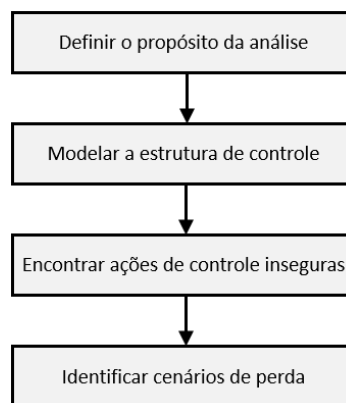 Definir o propósito da análise
Modelar a estrutura de controle
Encontrar ações de controle inseguras
Identificar cenários de perda